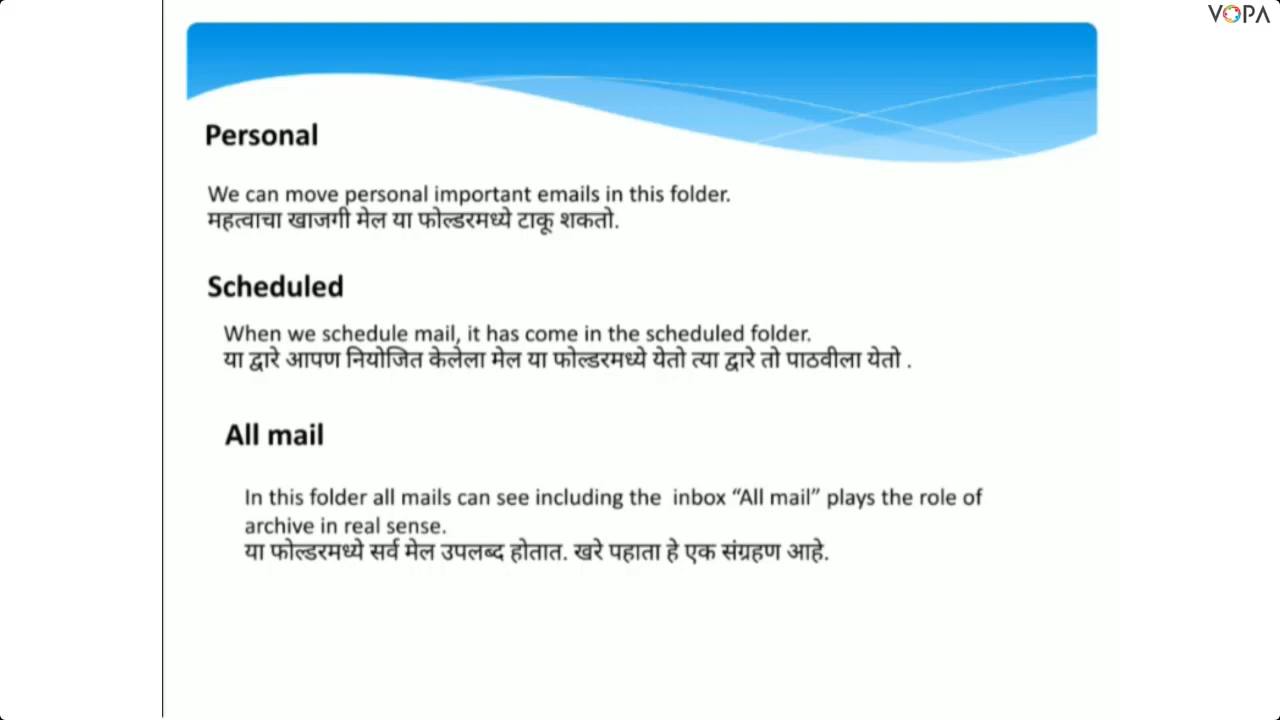 VOPA
Personal
We can move personal important emails in this folder.
महत्वाचा खाजगी मेल या फोल्डरमध्ये टाकू शकतो.
Scheduled
When we schedule mail, it has come in the scheduled folder.
या द्वारे आपण नियोजित केलेला मेल या फोल्डरमध्ये येतो त्या द्वारे तो पाठवीला येतो .
All mail
In this folder all mails can see including the inbox “All mail” plays the role of
archive in real sense.
या फोल्डरमध्ये सर्व मेल उपलब्द होतात. खरे पहाता हे एक संग्रहण आहे.